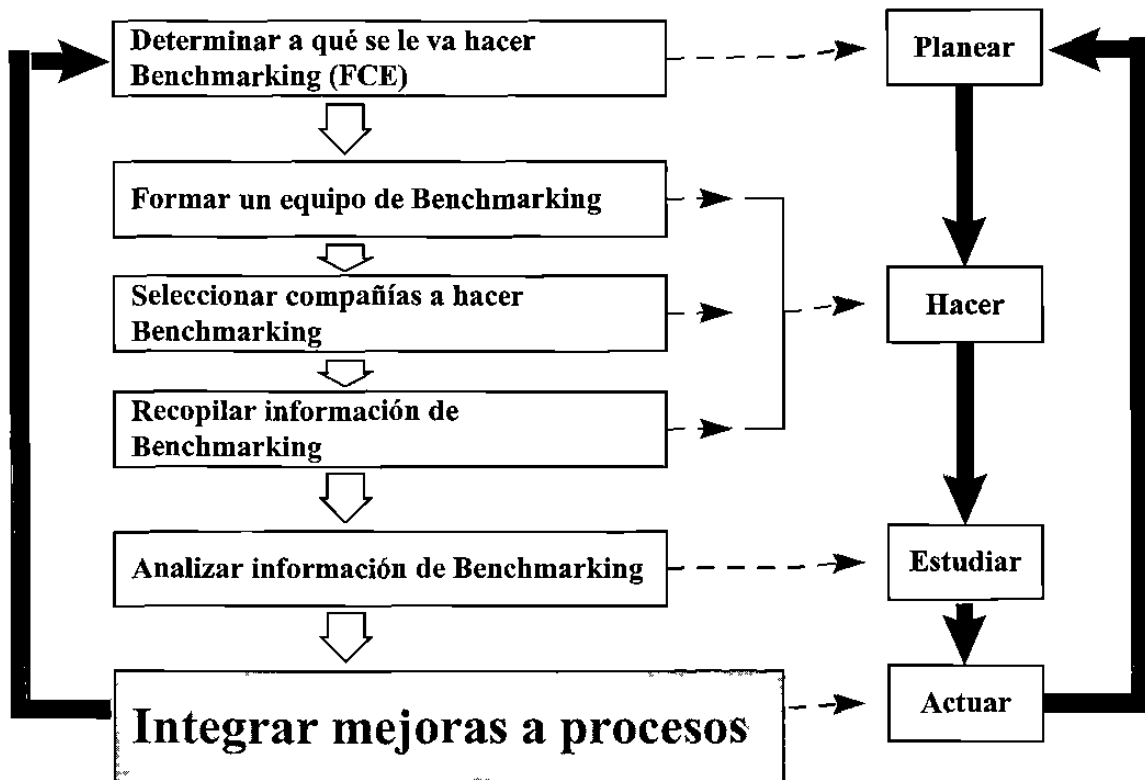 Determinar a qué se le va hacer
Benchmarking (FCE)
Planear
Formar un equipo de Benchmarking
Seleccionar compañías a hacer
Benchmarking
Hacer
Recopilar información de
Benchmarking
Analizar información de Benchmarking
Estudiar
Integrar mejoras a procesos
Actuar